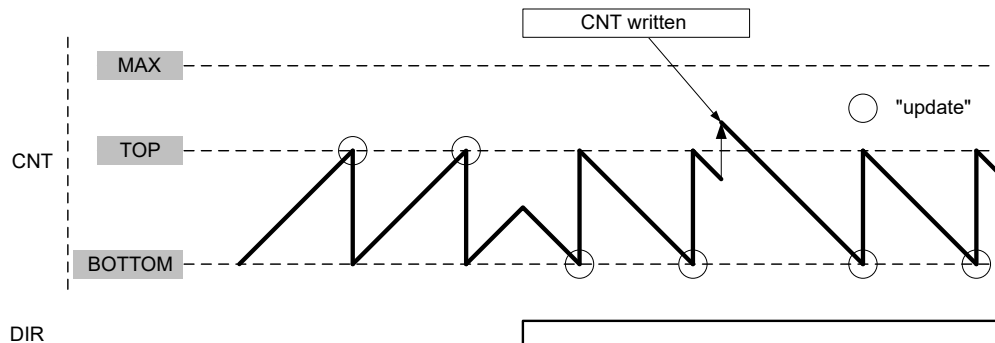 CNT written
MAX
"update"
TOP
CNT
BOTTOM
DIR